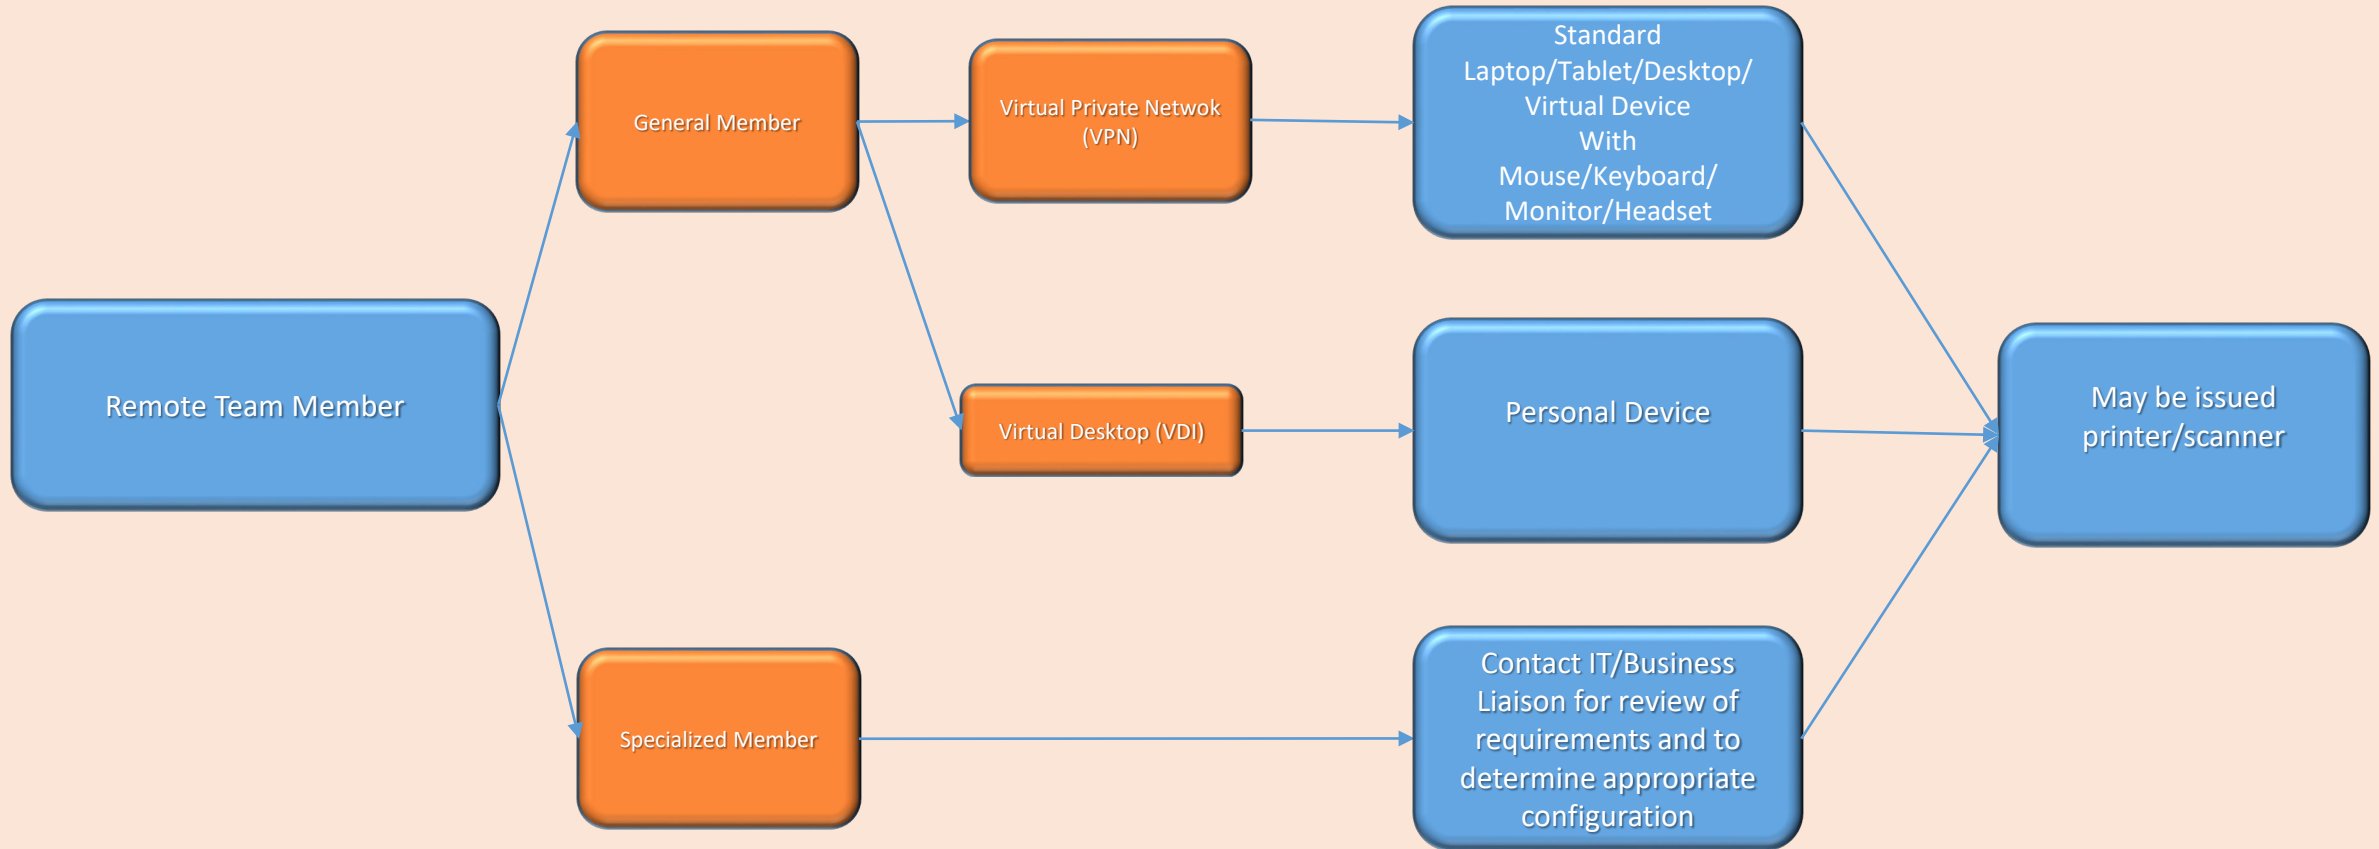 Remote Team Member
General Member
Specialized Member
Virtual Private Netwok
(VPN)
Virtual Desktop (VDI)
Standard
Laptop/Tablet/Desktop/
Virtual Device
With
Mouse/Keyboard/
Monitor/Headset
Personal Device
Contact IT/Business
Liaison for review of
requirements and to
determine appropriate
configuration
May be issued
printer/scanner